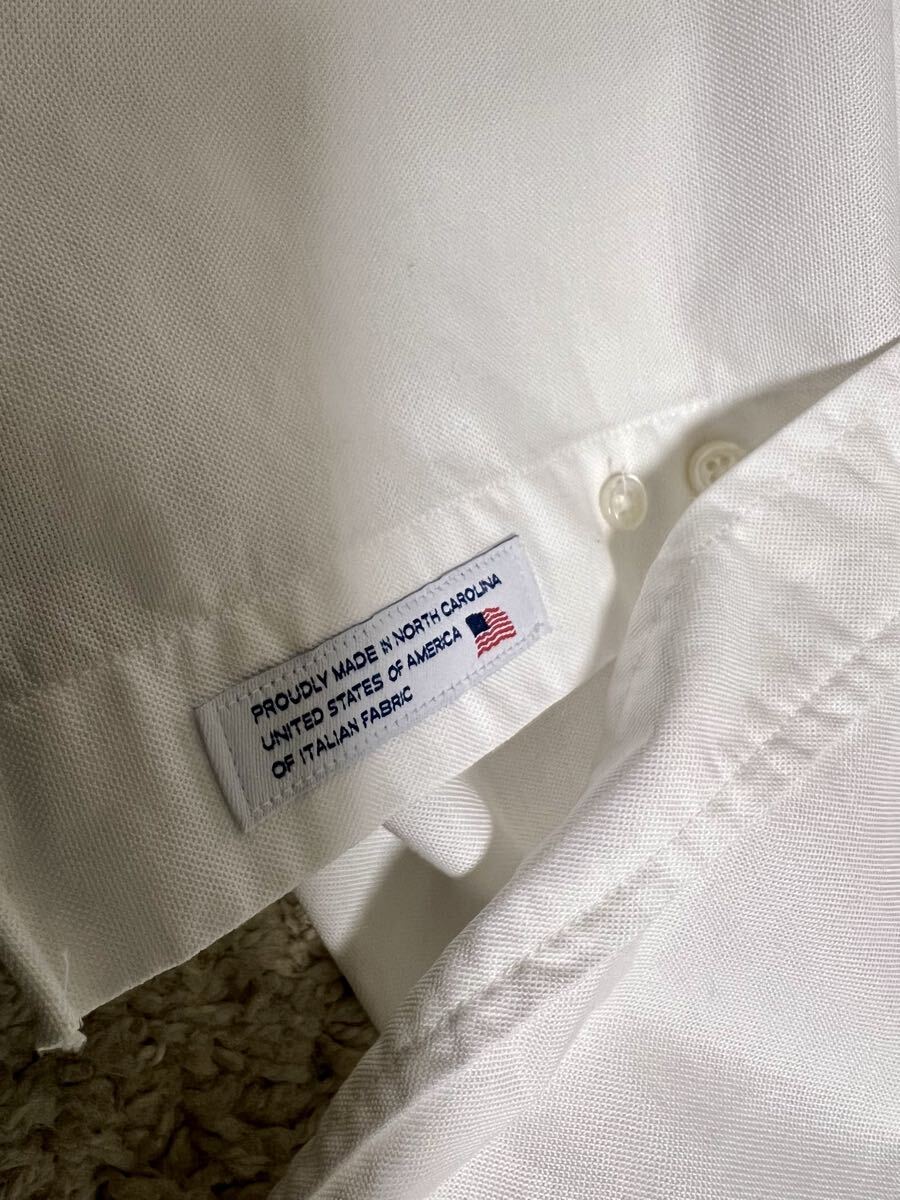 PROUDLY MADE IN NORTH CAROLINA
UNITED STATES OF AMERICA
OF ITALIAN FABRIC